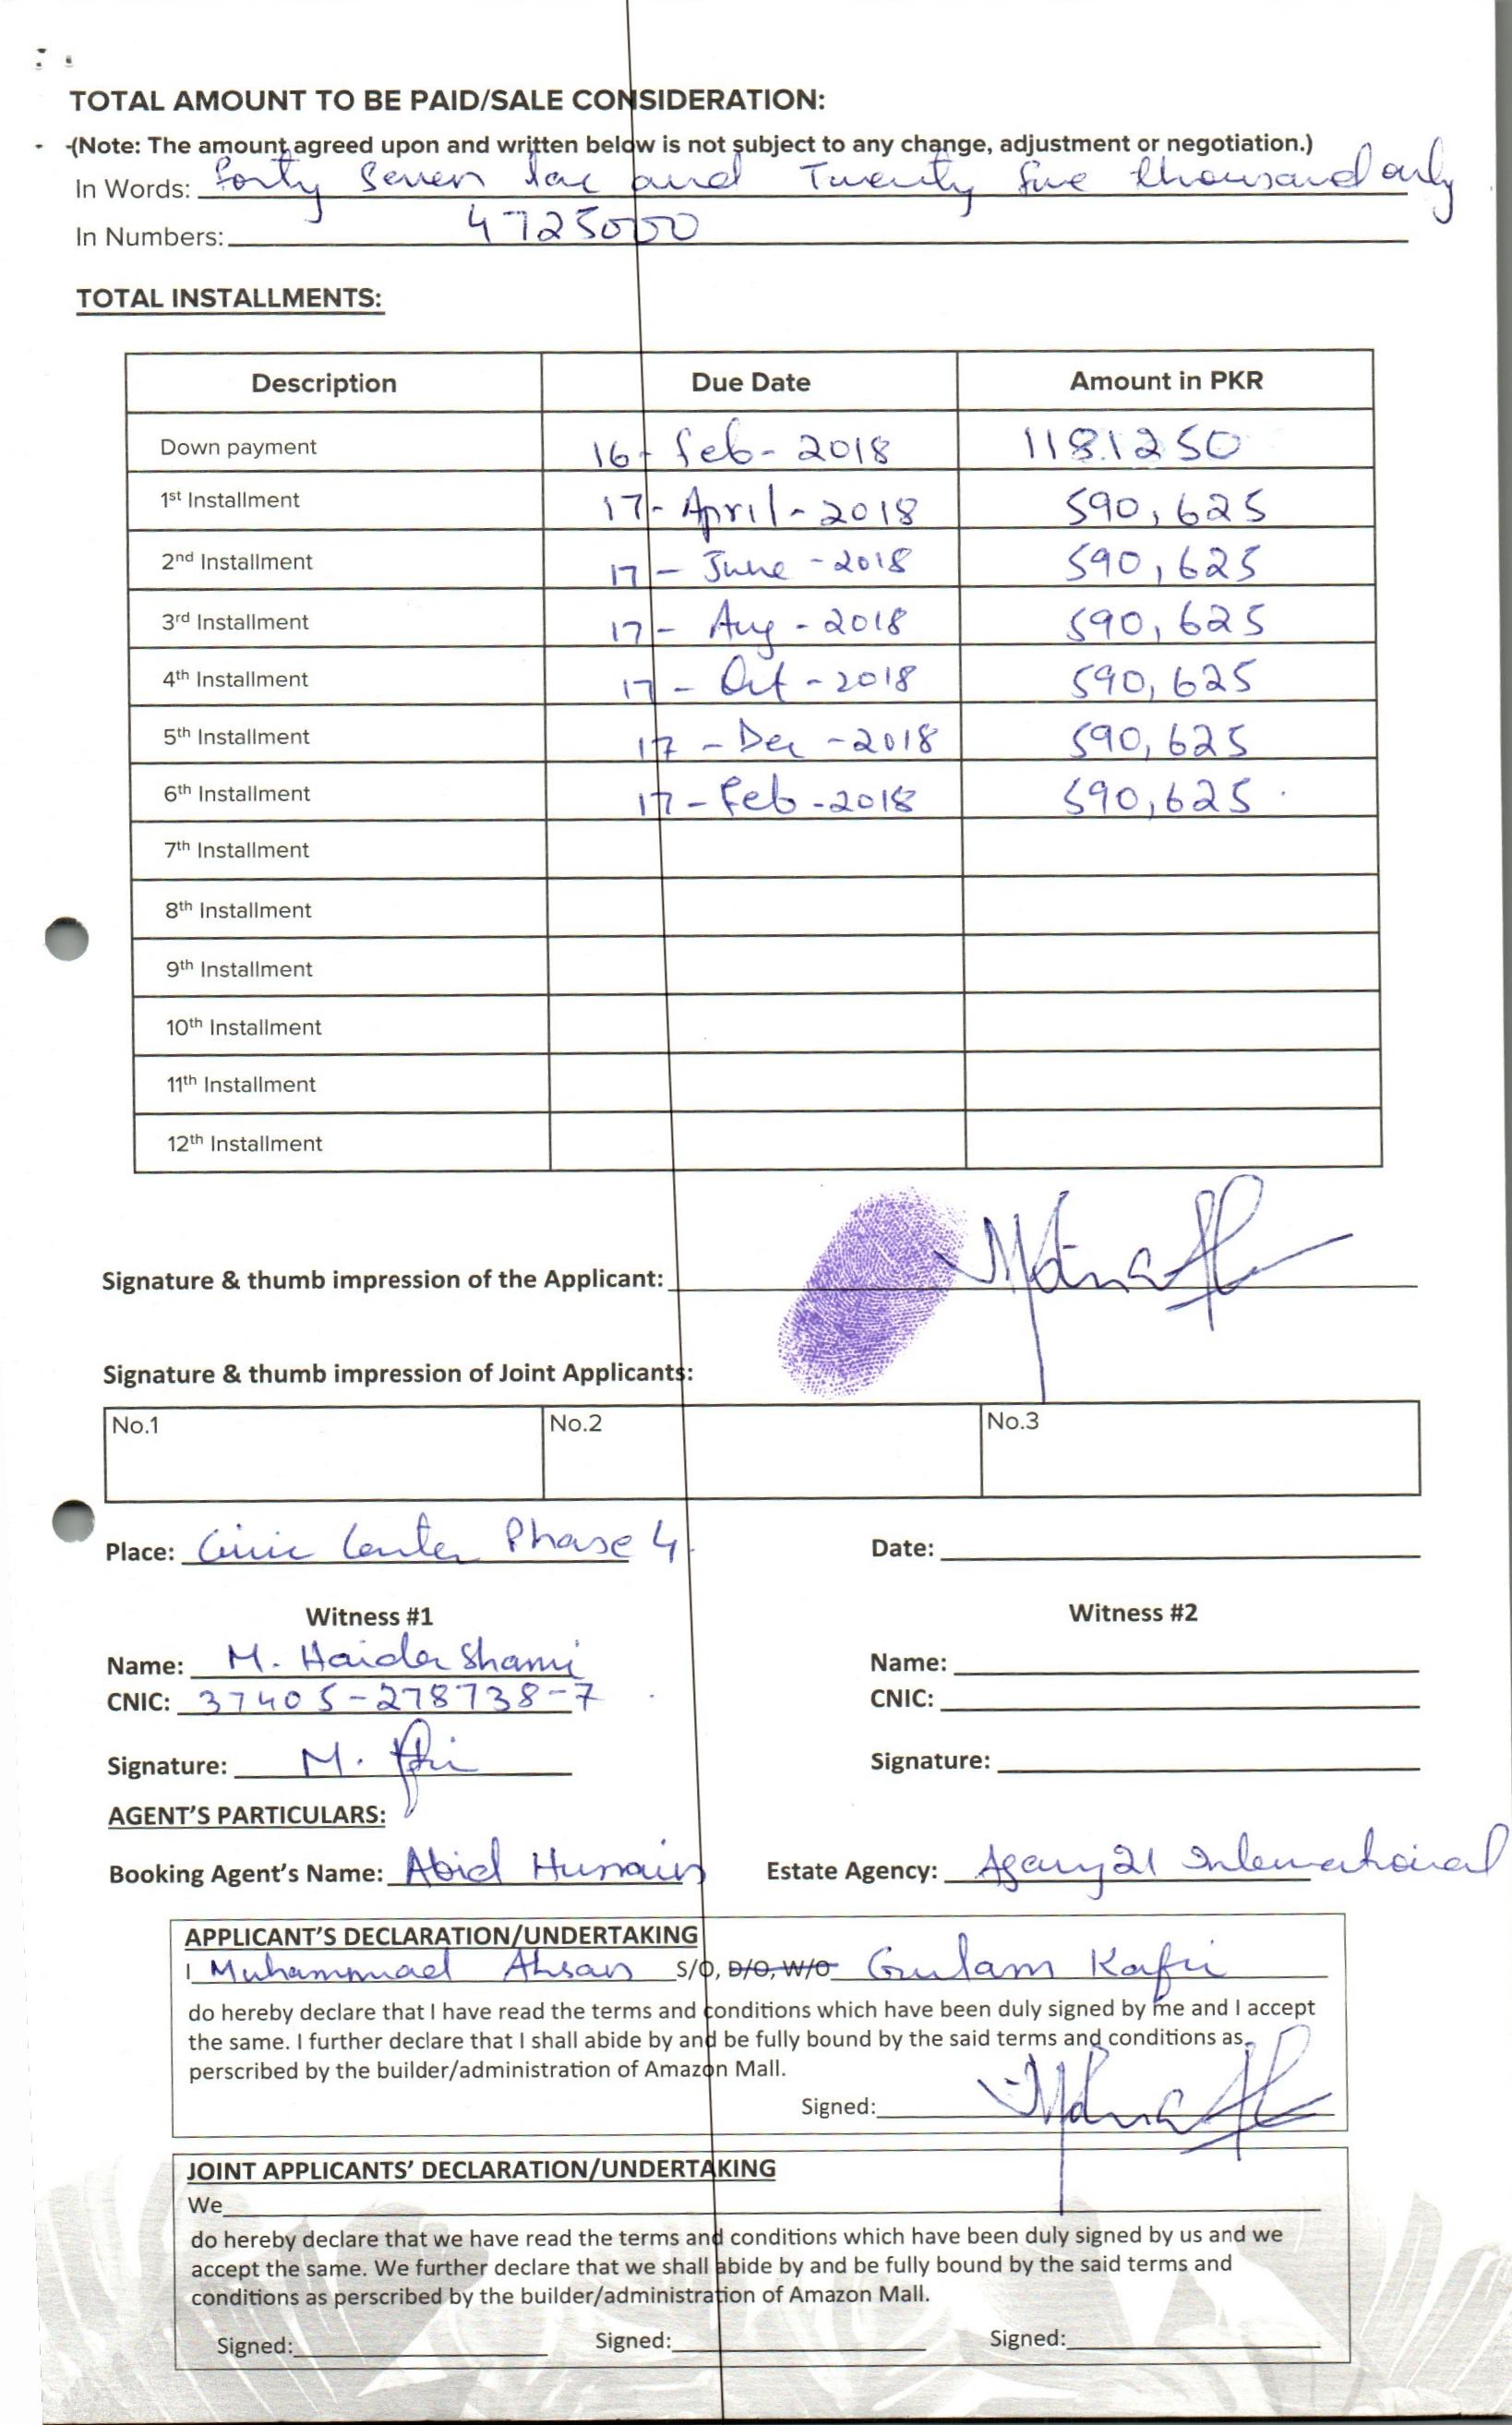 TOTAL AMOUNT TO BE PAID/SALE CONSIDERATION:
(Note: The amount agreed upon and written below is not subject to any change, adjustment or negotiation.)
In Words: Forty Seven lac and Twenty five thousand only
In Numbers: 4725000
TOTAL INSTALLMENTS:
Description Due Date Amount in PKR
Down payment 16-Feb-2018 1181250
1st Installment 17-April-2018 590,625
2nd Installment 17-June-2018 590,625
3rd Installment 17-Aug-2018 590,625
4th Installment 17-Oct-2018 590,625
5th Installment 17-Dec-2018 590,625
6th Installment 17-Feb-2018 590,625
7th Installment
8th Installment
9th Installment
10th Installment
11th Installment
12th Installment
Signature & thumb impression of the Applicant:
Signature & thumb impression of Joint Applicants:
No.1 No.2 No.3
Place: Civic Center Phase 4 Date:
Witness #1 Witness #2
Name: M. Haider Shami Name:
CNIC: 37405-278738-7 CNIC:
Signature: M. Signature:
AGENT'S PARTICULARS:
Booking Agent's Name: Abid Hussain Estate Agency: Agency21 International
APPLICANT'S DECLARATION/UNDERTAKING
I Muhammad Ahsan S/O, D/O, W/O Gulam Kafri
do hereby declare that I have read the terms and conditions which have been duly signed by me and I accept
the same. I further declare that I shall abide by and be fully bound by the said terms and conditions as
perscribed by the builder/administration of Amazon Mall.
Signed:
JOINT APPLICANTS' DECLARATION/UNDERTAKING
We
do hereby declare that we have read the terms and conditions which have been duly signed by us and we
accept the same. We further declare that we shall abide by and be fully bound by the said terms and
conditions as perscribed by the builder/administration of Amazon Mall.
Signed: Signed: Signed: